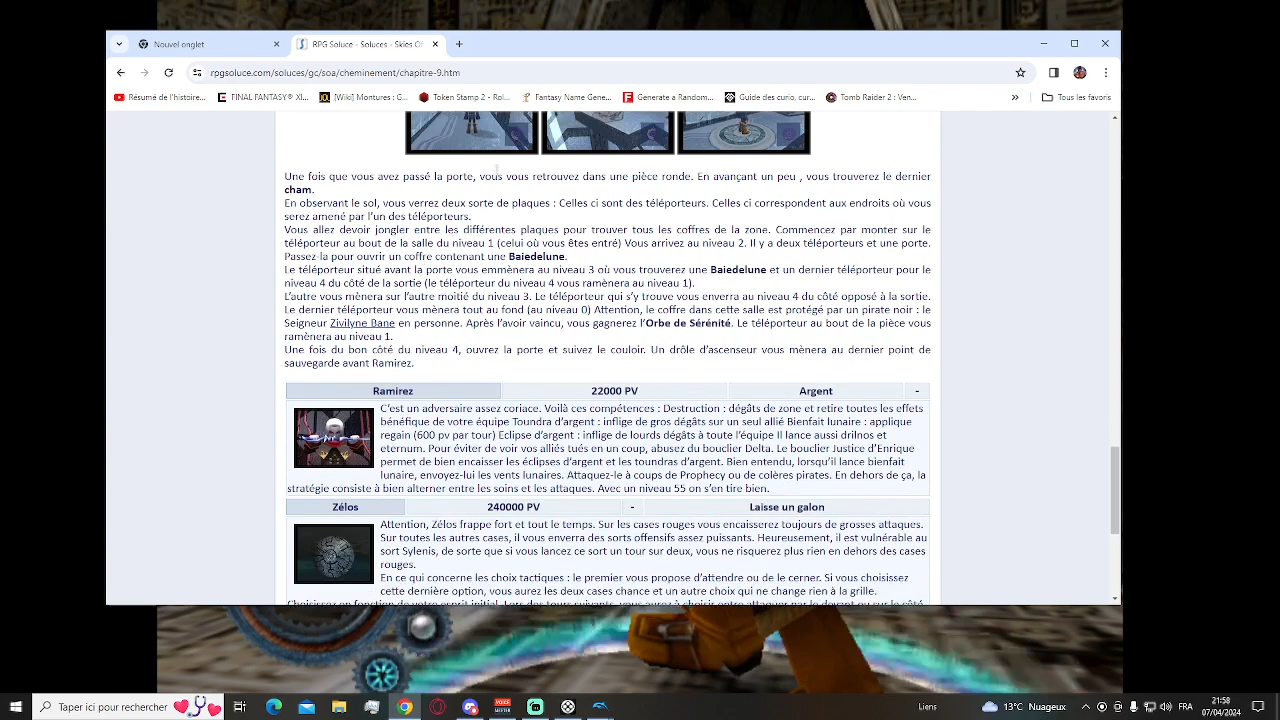 Nouvel onglet
RPG Soluce - Soluces - Skies Of
rpgsoluce.com/soluces/gc/soa/cheminement/chapitre-9.htm
Résumé de l'histoire...
FINAL FANTASY® XI...
[Wiki] Montures : G...
Token Stamp 2 - Rol...
Fantasy Name Gene...
Generate a Random...
Guide des curio, cur...
Tomb Raider 2 : Ven...
»
Tous les favoris
Une fois que vous avez passé la porte, vous vous retrouvez dans une pièce ronde. En avançant un peu , vous trouverez le dernier
cham.
En observant le sol, vous verrez deux sorte de plaques : Celles ci sont des téléporteurs. Celles ci correspondent aux endroits où vous
serez amené par l'un des téléporteurs.
Vous allez devoir jongler entre les différentes plaques pour trouver tous les coffres de la zone. Commencez par monter sur le
téléporteur au bout de la salle du niveau 1 (celui où vous êtes entré) Vous arrivez au niveau 2. Il y a deux téléporteurs et une porte.
Passez-la pour ouvrir un coffre contenant une Baiedelune.
Le téléporteur situé avant la porte vous emmènera au niveau 3 où vous trouverez une Baiedelune et un dernier téléporteur pour le
niveau 4 du côté de la sortie (le téléporteur du niveau 4 vous ramènera au niveau 1).
L'autre vous mènera sur l'autre moitié du niveau 3. Le téléporteur qui s'y trouve vous enverra au niveau 4 du côté opposé à la sortie.
Le dernier téléporteur vous mènera tout au fond (au niveau 0) Attention, le coffre dans cette salle est protégé par un pirate noir : le
Seigneur Zivilyne Bane en personne. Après l'avoir vaincu, vous gagnerez l'Orbe de Sérénité. Le téléporteur au bout de la pièce vous
ramènera au niveau 1.
Une fois du bon côté du niveau 4, ouvrez la porte et suivez le couloir. Un drôle d'ascenseur vous mènera au dernier point de
sauvegarde avant Ramirez.
Ramirez 22000 PV Argent -
C'est un adversaire assez coriace. Voilà ces compétences : Destruction : dégâts de zone et retire toutes les effets
bénéfique de votre équipe Toundra d'argent : inflige de gros dégâts sur un seul allié Bienfait lunaire : applique
regain (600 pv par tour) Eclipse d'argent : inflige de lourds dégâts à toute l'équipe Il lance aussi drilnos et
eternum. Pour éviter de voir vos alliés tués en un coup, abusez du bouclier Delta. Le bouclier Justice d'Enrique
permet de bien encaisser les éclipses d'argent et les toundras d'argent. Bien entendu, lorsqu'il lance bienfait
lunaire, envoyez-lui les vents lunaires. Attaquez-le à coups de Prophecy ou de colères pirates. En dehors de ça, la
stratégie consiste à bien alterner entre les soins et les attaques. Avec un niveau 55 on s'en tire bien.
Zélos 240000 PV - Laisse un galon
Attention, Zélos frappe fort et tout le temps. Sur les cases rouges vous encaisserez toujours de grosses attaques.
Sur toutes les autres cases, il vous enverra des sorts offensifs assez puissants. Heureusement, il est vulnérable au
sort Sylenis, de sorte que si vous lancez ce sort un tour sur deux, vous ne risquerez plus rien en dehors des cases
rouges.
En ce qui concerne les choix tactiques : le premier vous propose d'attendre ou de le cerner. Si vous choisissez
cette dernière option, vous aurez les deux cases chance et un autre choix qui ne change rien à la grille.
Choisissez en fonction de votre esprit initial. Lors des tours suivants, vous aurez à choisir entre attaquer par le devant ou sur le côté.
Taper ici pour rechercher
Liens
13°C Nuageux
FRA
21:58
07/04/2024